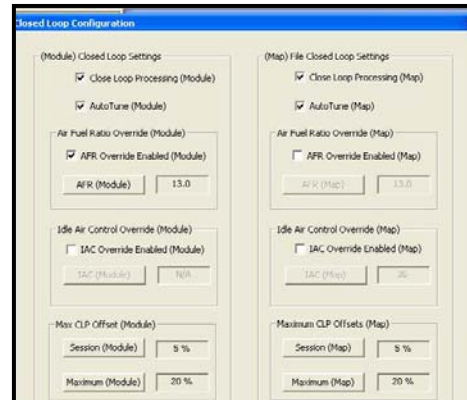 Closed Loop Configuration
(Module) Closed Loop Settings
Close Loop Processing (Module)
AutoTune (Module)
Air Fuel Ratio Override (Module)
AFR Override Enabled (Module)
AFR (Module) 13.0
Idle Air Control Override (Module)
IAC Override Enabled (Module)
IAC (Module) N/A
Max CLP Offset (Module)
Session (Module) 5 %
Maximum (Module) 20 %
(Map) File Closed Loop Settings
Close Loop Processing (Map)
AutoTune (Map)
Air Fuel Ratio Override (Map)
AFR Override Enabled (Map)
AFR (Map) 13.0
Idle Air Control Override (Map)
IAC Override Enabled (Map)
IAC (Map)
Maximum CLP Offsets (Map)
Session (Map) 5 %
Maximum (Map) 20 %